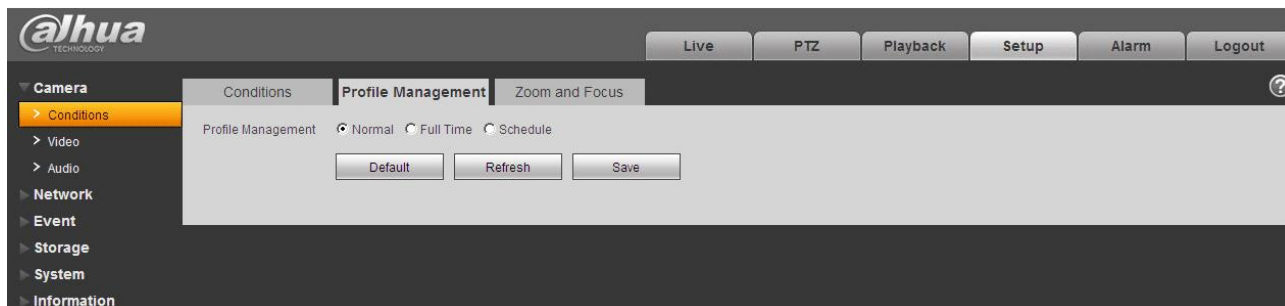 alhua
TECHNOLOGY
Live PTZ Playback Setup Alarm Logout
Camera
Conditions
Video
Audio
Network
Event
Storage
System
Information
Conditions Profile Management Zoom and Focus
?
Profile Management Normal Full Time Schedule
Default Refresh Save